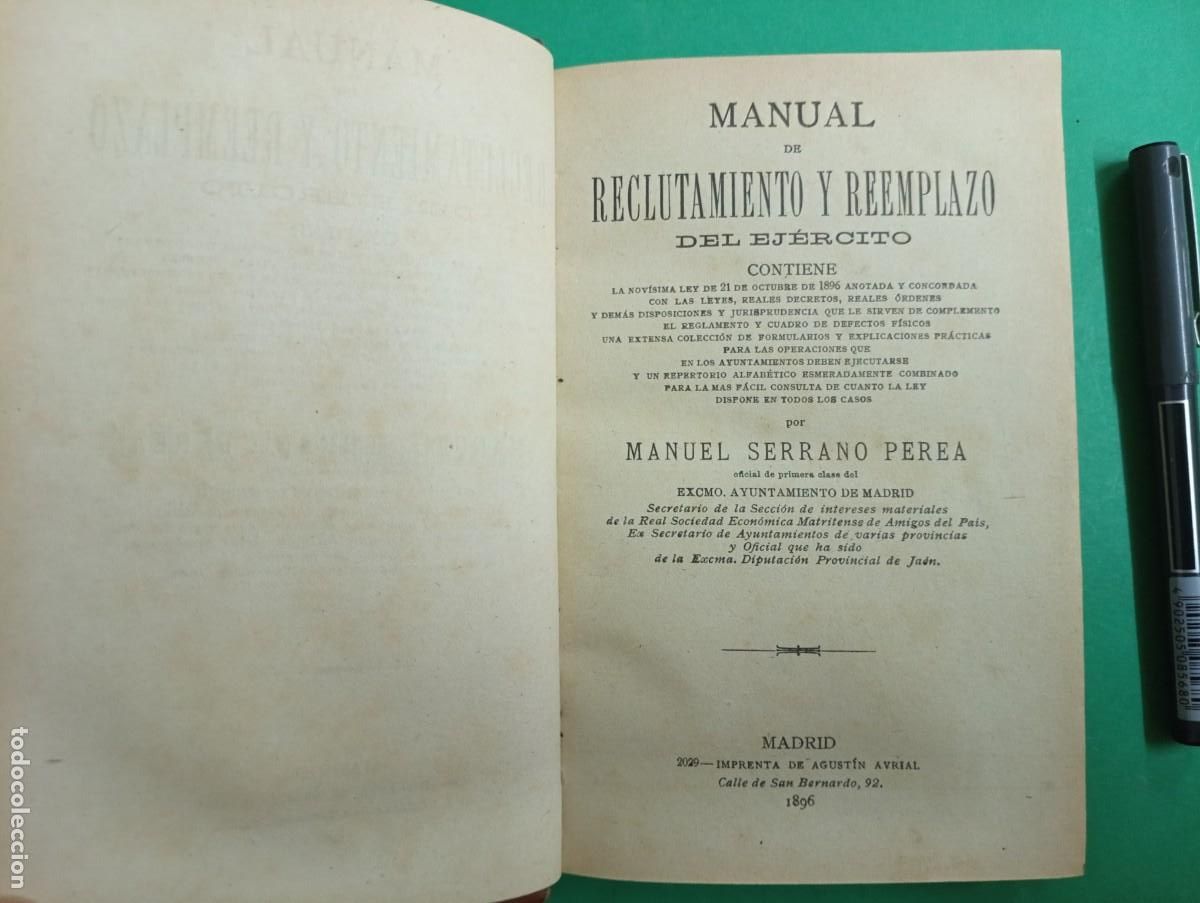 MANUAL
DE
RECLUTAMIENTO Y REEMPLAZO
DEL EJÉRCITO
CONTIENE
LA NOVÍSIMA LEY DE 21 DE OCTUBRE DE 1896 ANOTADA Y CONCORDADA
CON LAS LEYES, REALES DECRETOS, REALES ÓRDENES
Y DEMÁS DISPOSICIONES Y JURISPRUDENCIA QUE LE SIRVEN DE COMPLEMENTO
EL REGLAMENTO Y CUADRO DE DEFECTOS FÍSICOS
UNA EXTENSA COLECCIÓN DE FORMULARIOS Y EXPLICACIONES PRÁCTICAS
PARA LAS OPERACIONES QUE
EN LOS AYUNTAMIENTOS DEBEN EJECUTARSE
Y UN REPERTORIO ALFABÉTICO ESMERADAMENTE COMBINADO
PARA LA MAS FÁCIL CONSULTA DE CUANTO LA LEY
DISPONE EN TODOS LOS CASOS
por
MANUEL SERRANO PEREA
oficial de primera clase del
EXCMO. AYUNTAMIENTO DE MADRID
Secretario de la Sección de intereses materiales
de la Real Sociedad Económica Matritense de Amigos del País,
Ex Secretario de Ayuntamientos de varias provincias
y Oficial que ha sido
de la Excma. Diputación Provincial de Jaén.
MADRID
2029—IMPRENTA DE AGUSTÍN AVRIAL
Calle de San Bernardo, 92.
1896
4 902505 085680
todocoleccion